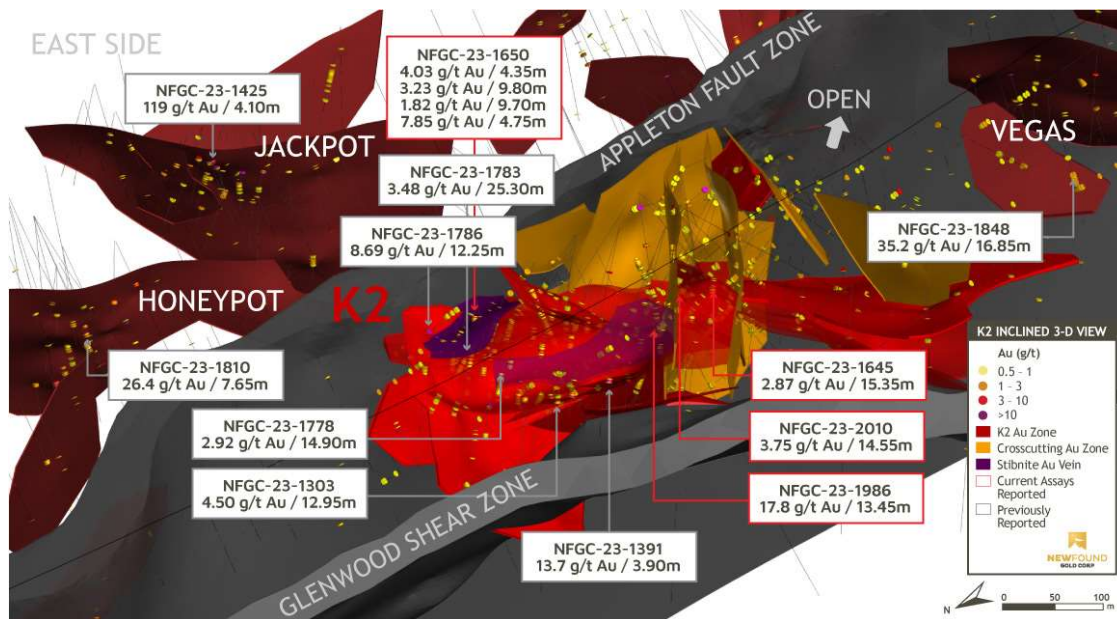 EAST SIDE
NFGC-23-1425
119 g/t Au / 4.10m
JACKPOT
NFGC-23-1650
4.03 g/t Au / 4.35m
3.23 g/t Au / 9.80m
1.82 g/t Au / 9.70m
7.85 g/t Au / 4.75m
NFGC-23-1783
3.48 g/t Au / 25.30m
NFGC-23-1786
8.69 g/t Au / 12.25m
APPLETON FAULT ZONE
OPEN
VEGAS
NFGC-23-1848
35.2 g/t Au / 16.85m
HONEYPOT
K2
NFGC-23-1810
26.4 g/t Au / 7.65m
NFGC-23-1778
2.92 g/t Au / 14.90m
NFGC-23-1303
4.50 g/t Au / 12.95m
GLENWOOD SHEAR ZONE
NFGC-23-1391
13.7 g/t Au / 3.90m
NFGC-23-1645
2.87 g/t Au / 15.35m
NFGC-23-2010
3.75 g/t Au / 14.55m
NFGC-23-1986
17.8 g/t Au / 13.45m
K2 INCLINED 3-D VIEW
Au (g/t)
0.5 - 1
1 - 3
3 - 10
>10
K2 Au Zone
Crosscutting Au Zone
Stibnite Au Vein
Current Assays
Reported
Previously
Reported
NEWFOUND
GOLD CORP
N
0 50 100
m